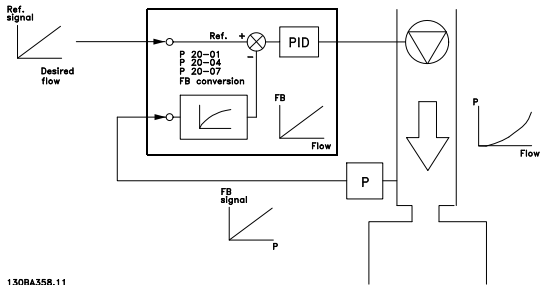 Ref.
signal
Desired
flow
Ref.
+
-
PID
P 20-01
P 20-04
P 20-07
FB conversion
FB
Flow
P
Flow
P
FB
signal
P
130BA358.11